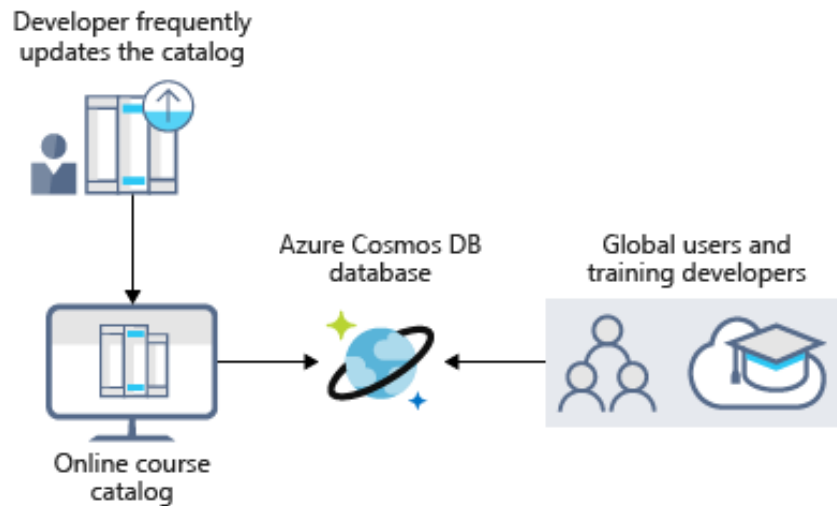 Developer frequently
updates the catalog
Azure Cosmos DB
database
Global users and
training developers
Online course
catalog